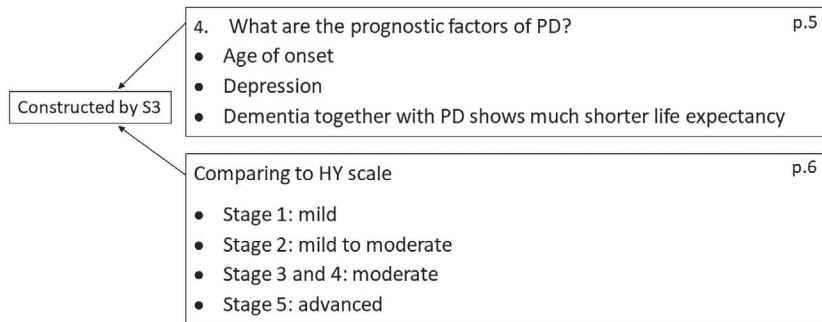 4. What are the prognostic factors of PD?
p.5
● Age of onset
● Depression
● Dementia together with PD shows much shorter life expectancy
Constructed by S3
Comparing to HY scale
p.6
● Stage 1: mild
● Stage 2: mild to moderate
● Stage 3 and 4: moderate
● Stage 5: advanced